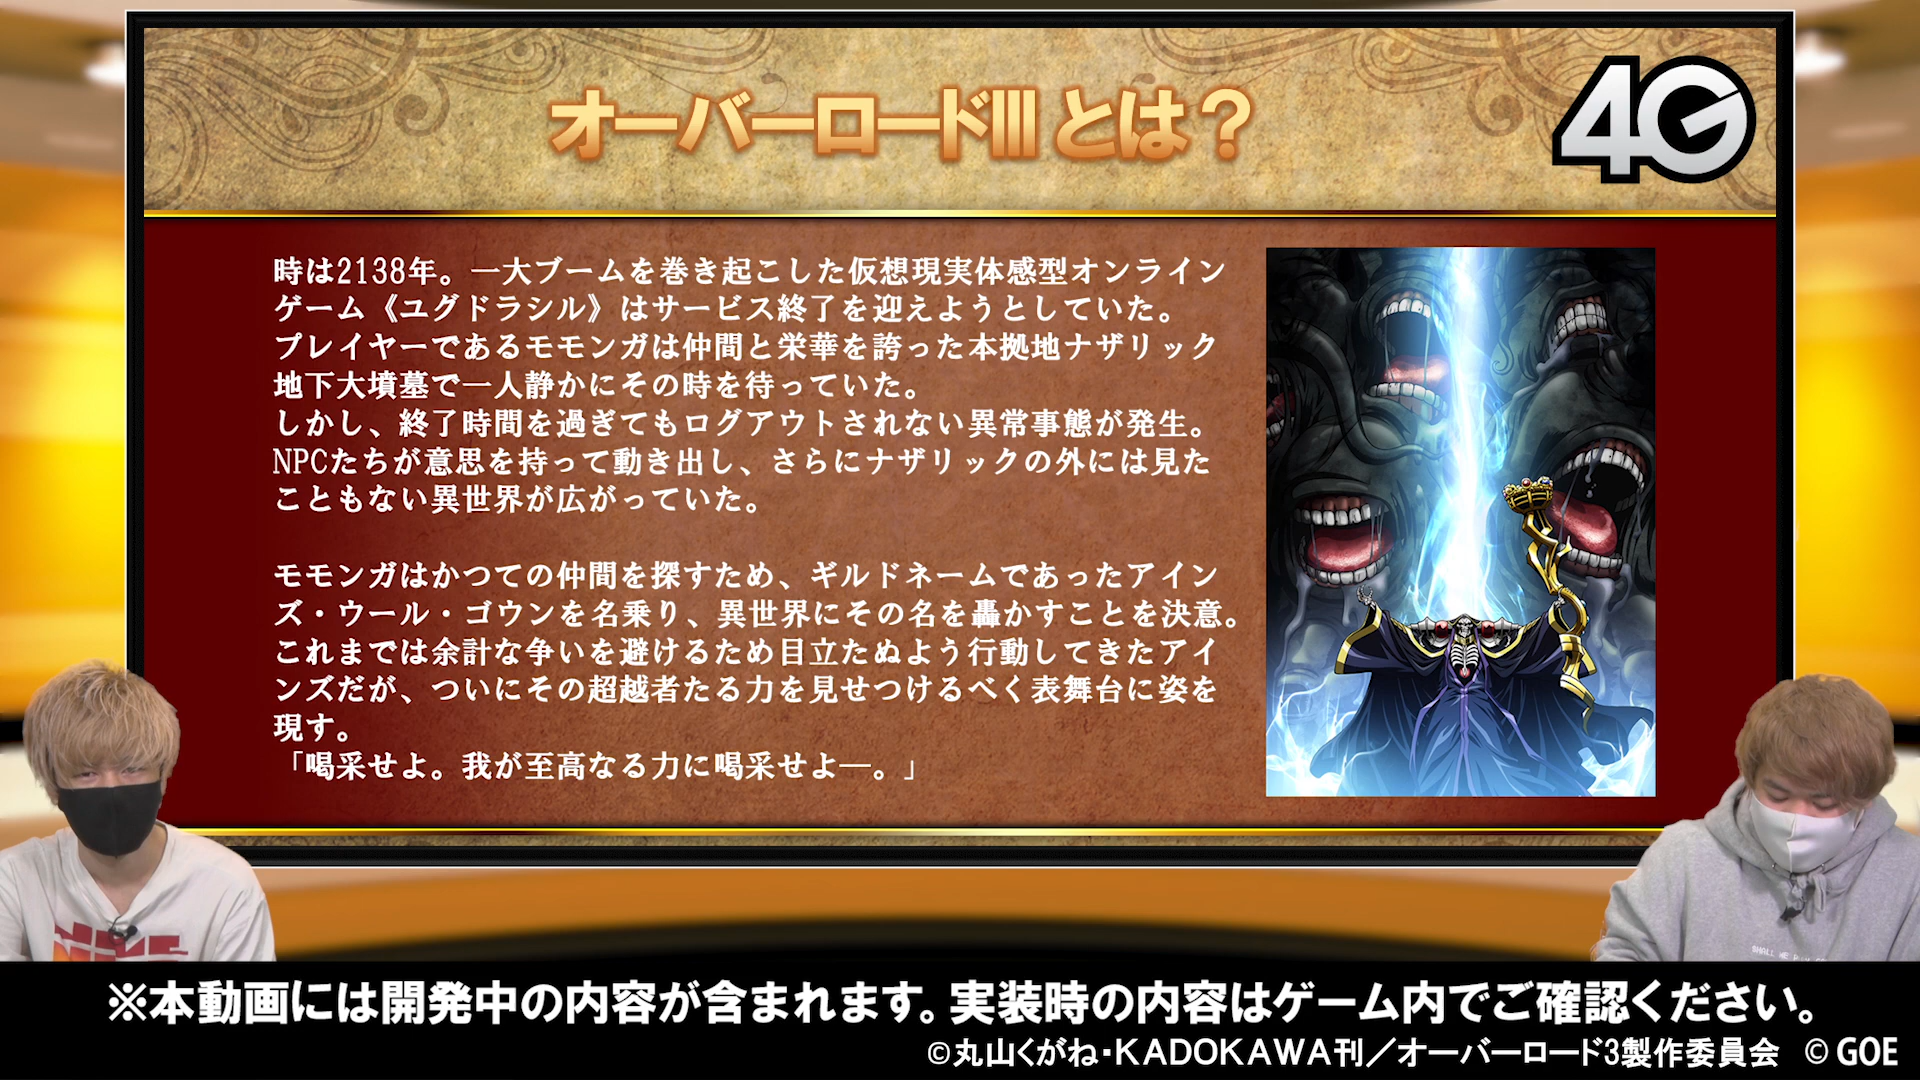 オーバーロードⅢ とは？
4G
時は2138年。一大ブームを巻き起こした仮想現実体感型オンライン
ゲーム《ユグドラシル》はサービス終了を迎えようとしていた。
プレイヤーであるモモンガは仲間と栄華を誇った本拠地ナザリック
地下大墳墓で一人静かにその時を待っていた。
しかし、終了時間を過ぎてもログアウトされない異常事態が発生。
NPCたちが意思を持って動き出し、さらにナザリックの外には見た
こともない異世界が広がっていた。
モモンガはかつての仲間を探すため、ギルドネームであったアイン
ズ・ウール・ゴウンを名乗り、異世界にその名を轟かすことを決意。
これまでは余計な争いを避けるため目立たぬよう行動してきたアイ
ンズだが、ついにその超越者たる力を見せつけるべく表舞台に姿を
現す。
「喝采せよ。我が至高なる力に喝采せよ―。」
※本動画には開発中の内容が含まれます。実装時の内容はゲーム内でご確認ください。
©丸山くがね・KADOKAWA刊／オーバーロード3製作委員会 © GOE